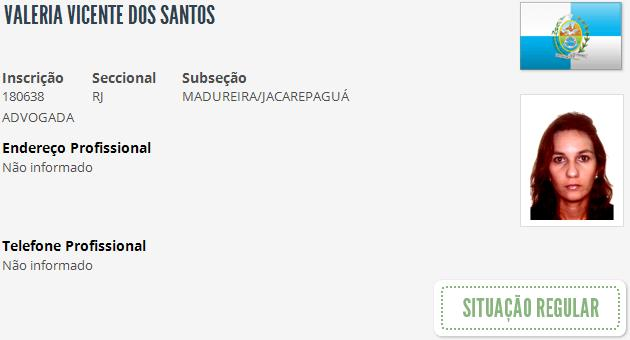 VALERIA VICENTE DOS SANTOS
Inscrição Seccional Subseção
180638 RJ MADUREIRA/JACAREPAGUÁ
ADVOGADA
Endereço Profissional
Não informado
Telefone Profissional
Não informado
SITUAÇÃO REGULAR